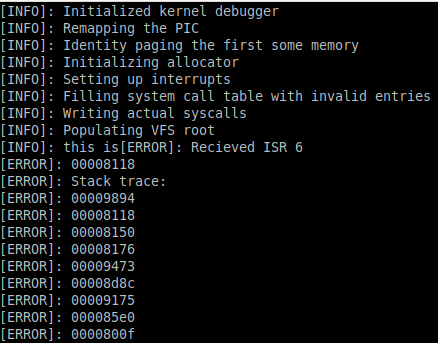 [INFO]: Initialized kernel debugger
[INFO]: Remapping the PIC
[INFO]: Identity paging the first some memory
[INFO]: Initializing allocator
[INFO]: Setting up interrupts
[INFO]: Filling system call table with invalid entries
[INFO]: Writing actual syscalls
[INFO]: Populating VFS root
[INFO]: this is[ERROR]: Recieved ISR 6
[ERROR]: 00008118
[ERROR]: Stack trace:
[ERROR]: 00009894
[ERROR]: 00008118
[ERROR]: 00008150
[ERROR]: 00008176
[ERROR]: 00009473
[ERROR]: 00008d8c
[ERROR]: 00009175
[ERROR]: 000085e0
[ERROR]: 0000800f